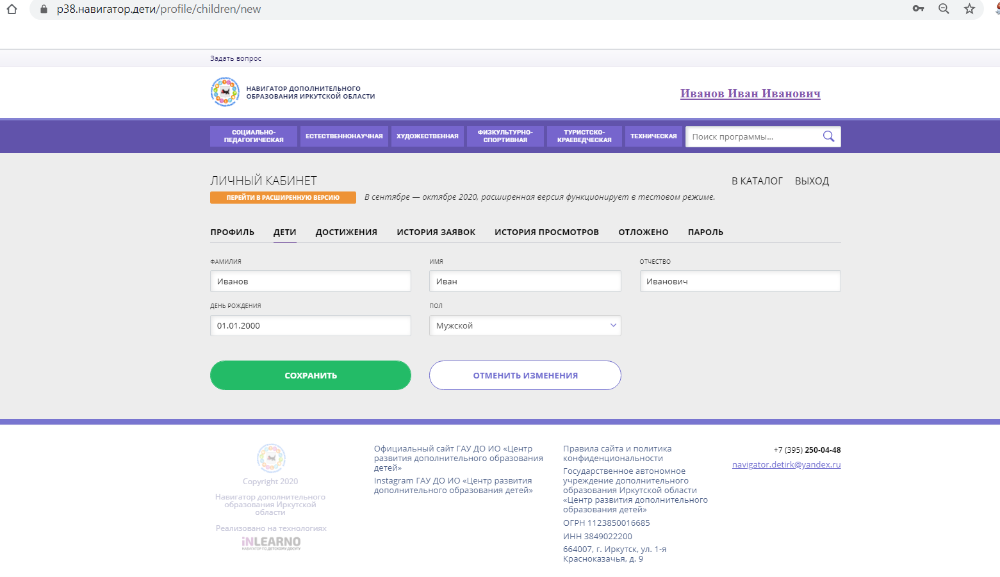 р38.навигатор.дети/profile/children/new
Задать вопрос
НАВИГАТОР ДОПОЛНИТЕЛЬНОГО
ОБРАЗОВАНИЯ ИРКУТСКОЙ ОБЛАСТИ
Иванов Иван Иванович
СОЦИАЛЬНО-
ПЕДАГОГИЧЕСКАЯ
ЕСТЕСТВЕННОНАУЧНАЯ
ХУДОЖЕСТВЕННАЯ
ФИЗКУЛЬТУРНО-
СПОРТИВНАЯ
ТУРИСТСКО-
КРАЕВЕДЧЕСКАЯ
ТЕХНИЧЕСКАЯ
Поиск программы...
ЛИЧНЫЙ КАБИНЕТ
В КАТАЛОГ ВЫХОД
ПЕРЕЙТИ В РАСШИРЕННУЮ ВЕРСИЮ
В сентябре — октябре 2020, расширенная версия функционирует в тестовом режиме.
ПРОФИЛЬ ДЕТИ ДОСТИЖЕНИЯ ИСТОРИЯ ЗАЯВОК ИСТОРИЯ ПРОСМОТРОВ ОТЛОЖЕНО ПАРОЛЬ
ФАМИЛИЯ ИМЯ ОТЧЕСТВО
Иванов Иван Иванович
ДЕНЬ РОЖДЕНИЯ ПОЛ
01.01.2000 Мужской
СОХРАНИТЬ ОТМЕНИТЬ ИЗМЕНЕНИЯ
Copyright 2020
Навигатор дополнительного
образования Иркутской
области
Реализовано на технологиях
iNLEARNO
НАВИГАТОР ПО ДЕТСКОМУ ДОСУГУ
Официальный сайт ГАУ ДО ИО «Центр
развития дополнительного образования
детей»
Instagram ГАУ ДО ИО «Центр развития
дополнительного образования детей»
Правила сайта и политика
конфиденциональности
Государственное автономное
учреждение дополнительного
образования Иркутской области
«Центр развития дополнительного
образования детей»
ОГРН 1123850016685
ИНН 3849022200
664007, г. Иркутск, ул. 1-я
Красноказачья, д. 9
+7 (395) 250-04-48
navigator.detirk@yandex.ru